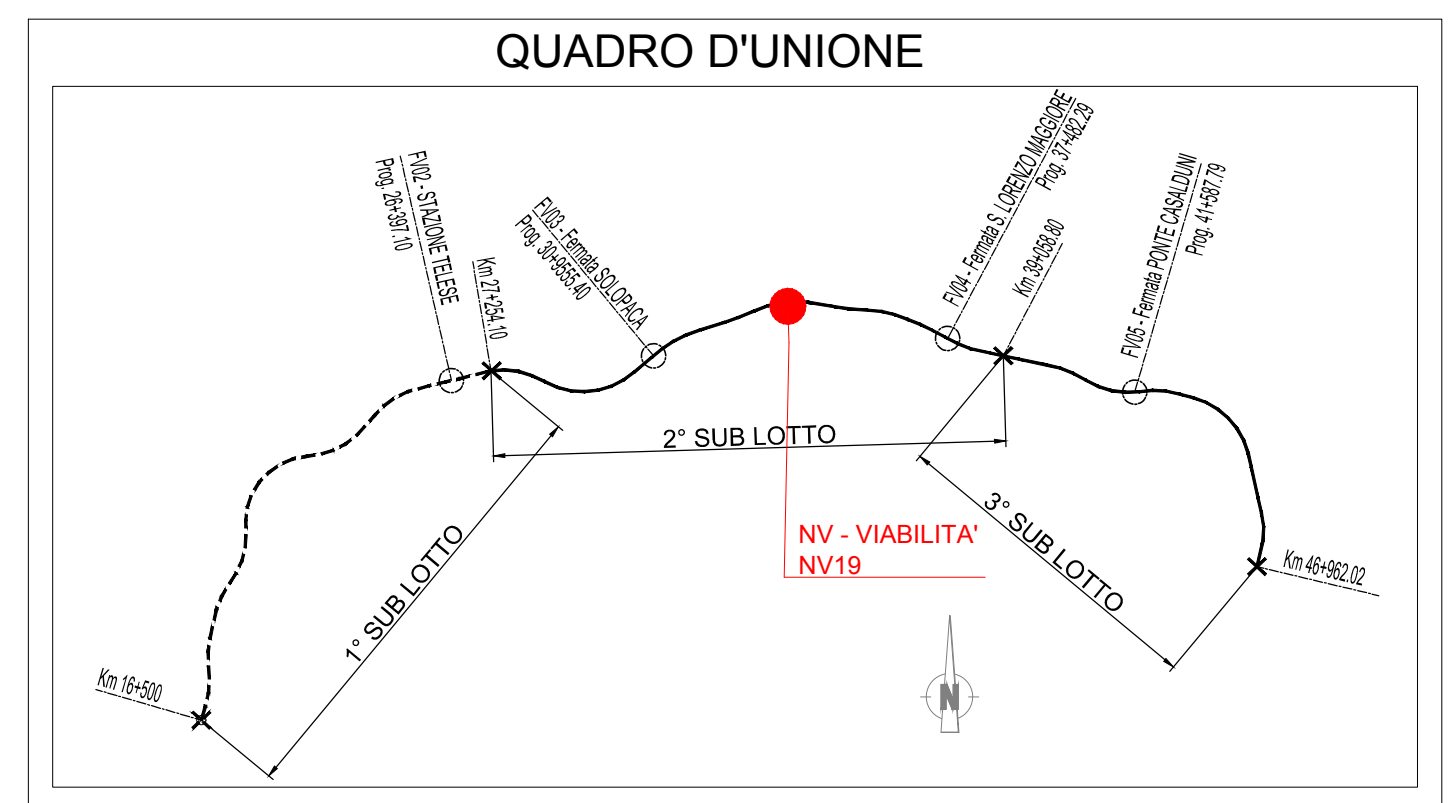 QUADRO D'UNIONE
FV02 - STAZIONE TELESE
Prog. 26+397.10
Km 27+254.10
FV03 - Fermata SOLOPACA
Prog. 30+9555.40
FV04 - Fermata S. LORENZO MAGGIORE
Prog. 37+482.29
Km 39+058.80
FV05 - Fermata PONTE CASALDUNI
Prog. 41+587.79
2° SUB LOTTO
1° SUB LOTTO
3° SUB LOTTO
NV - VIABILITA'
NV19
Km 46+962.02
Km 16+500
N